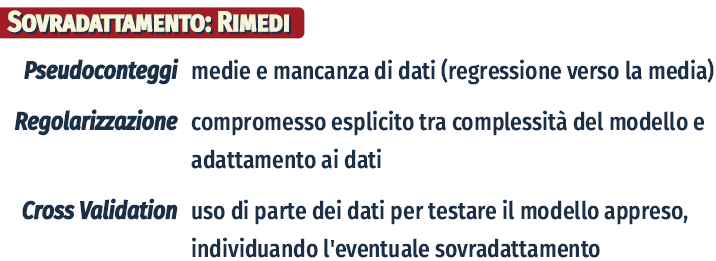 Sovradattamento: Rimedi
Pseudoconteggi medie e mancanza di dati (regressione verso la media)
Regolarizzazione compromesso esplicito tra complessità del modello e
adattamento ai dati
Cross Validation uso di parte dei dati per testare il modello appreso,
individuando l'eventuale sovradattamento